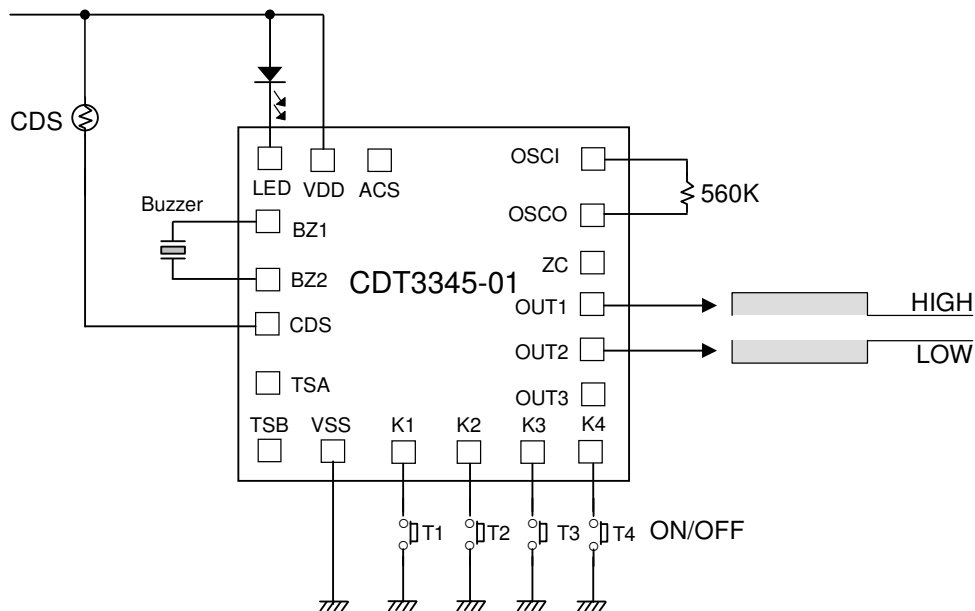 CDS
LED
VDD
ACS
OSCI
560K
Buzzer
BZ1
OSCO
BZ2
CDT3345-01
ZC
CDS
OUT1
HIGH
OUT2
LOW
TSA
OUT3
TSB
VSS
K1
K2
K3
K4
T1
T2
T3
T4
ON/OFF